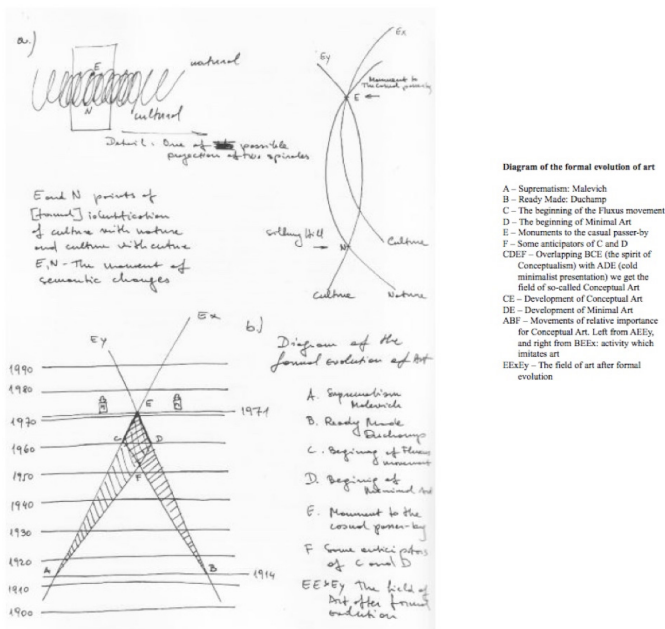 a.)
natural
E
N
cultural
Detail: One of possible
projection of two spirals
E and N points of
[formal] identification
of culture with nature
and culture with culture
E, N - The moment of
semantic changes
Ex
Ey
Monument to
The casual passer-by
E
N
Culture
Culture
Nature
b)
Diagram of the
formal evolution of Art
Ex
Ey
E
1990
1980
1970
1971
1960
C
D
1950
F
1940
1930
1920
A
B
1914
1910
1900
A. Suprematism
Malevich
B. Ready Made
Duchamp
C. Begining of Fluxus
movement
D. Begining of
Minimal Art
E. Monument to the
casual passer-by
F Some anticipators
of C and D
EExEy The field of
Art after formal
evolution
Diagram of the formal evolution of art
A – Suprematism: Malevich
B – Ready Made: Duchamp
C – The beginning of the Fluxus movement
D – The beginning of Minimal Art
E – Monuments to the casual passer-by
F – Some anticipators of C and D
CDEF – Overlapping BCE (the spirit of
Conceptualism) with ADE (cold
minimalist presentation) we get the
field of so-called Conceptual Art
CE – Development of Conceptual Art
DE – Development of Minimal Art
ABF – Movements of relative importance
for Conceptual Art. Left from AEEy,
and right from BEEx: activity which
imitates art
EExEy – The field of art after formal
evolution